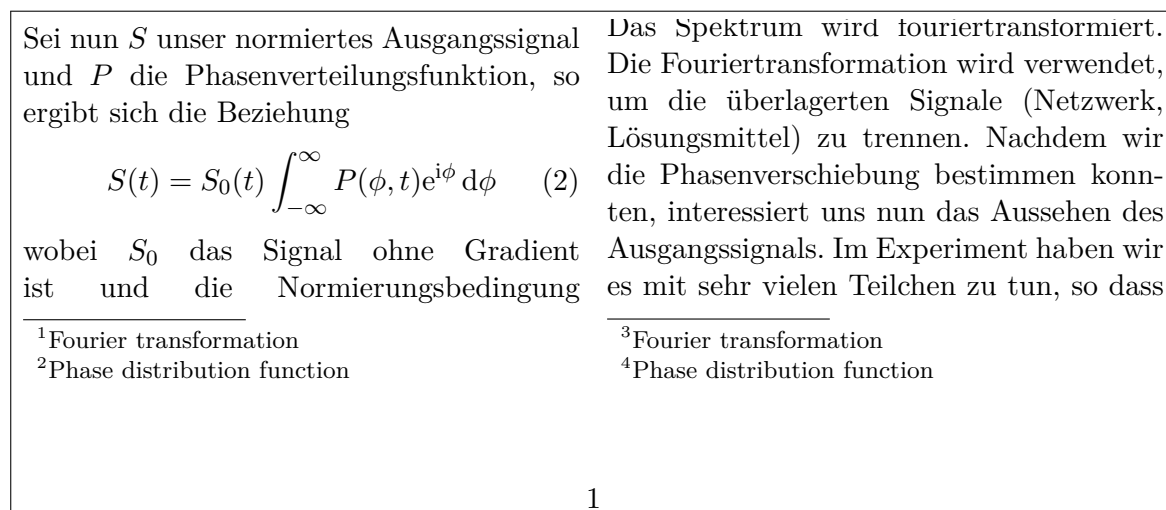 Sei nun S unser normiertes Ausgangssignal
und P die Phasenverteilungsfunktion, so
ergibt sich die Beziehung
S(t) = S₀(t) ∫_{-∞}^{∞} P(ϕ, t)e^{iϕ} dϕ (2)
wobei S₀ das Signal ohne Gradient
ist und die Normierungsbedingung
¹Fourier transformation
²Phase distribution function
Das Spektrum wird fouriertransformiert.
Die Fouriertransformation wird verwendet,
um die überlagerten Signale (Netzwerk,
Lösungsmittel) zu trennen. Nachdem wir
die Phasenverschiebung bestimmen konn-
ten, interessiert uns nun das Aussehen des
Ausgangssignals. Im Experiment haben wir
es mit sehr vielen Teilchen zu tun, so dass
³Fourier transformation
⁴Phase distribution function
1